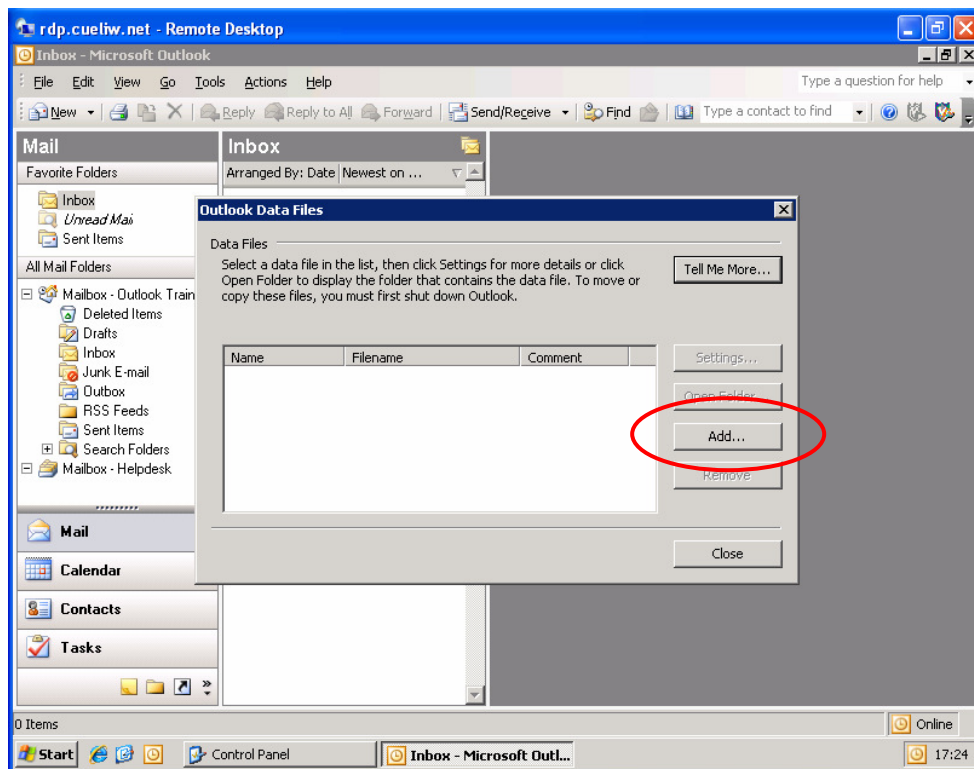 rdp.cueliw.net - Remote Desktop
Inbox - Microsoft Outlook
File Edit View Go Tools Actions Help Type a question for help
New Reply Reply to All Forward Send/Receive Find Type a contact to find
Mail
Favorite Folders
Inbox
Unread Mai
Sent Items
All Mail Folders
Mailbox - Outlook Train
Deleted Items
Drafts
Inbox
Junk E-mail
Outbox
RSS Feeds
Sent Items
Search Folders
Mailbox - Helpdesk
Mail
Calendar
Contacts
Tasks
Inbox
Arranged By: Date Newest on ...
Outlook Data Files
Data Files
Select a data file in the list, then click Settings for more details or click
Open Folder to display the folder that contains the data file. To move or
copy these files, you must first shut down Outlook.
Tell Me More...
Name Filename Comment
Settings...
Open Folder...
Add...
Remove
Close
0 Items Online
Start Control Panel Inbox - Microsoft Outl... 17:24